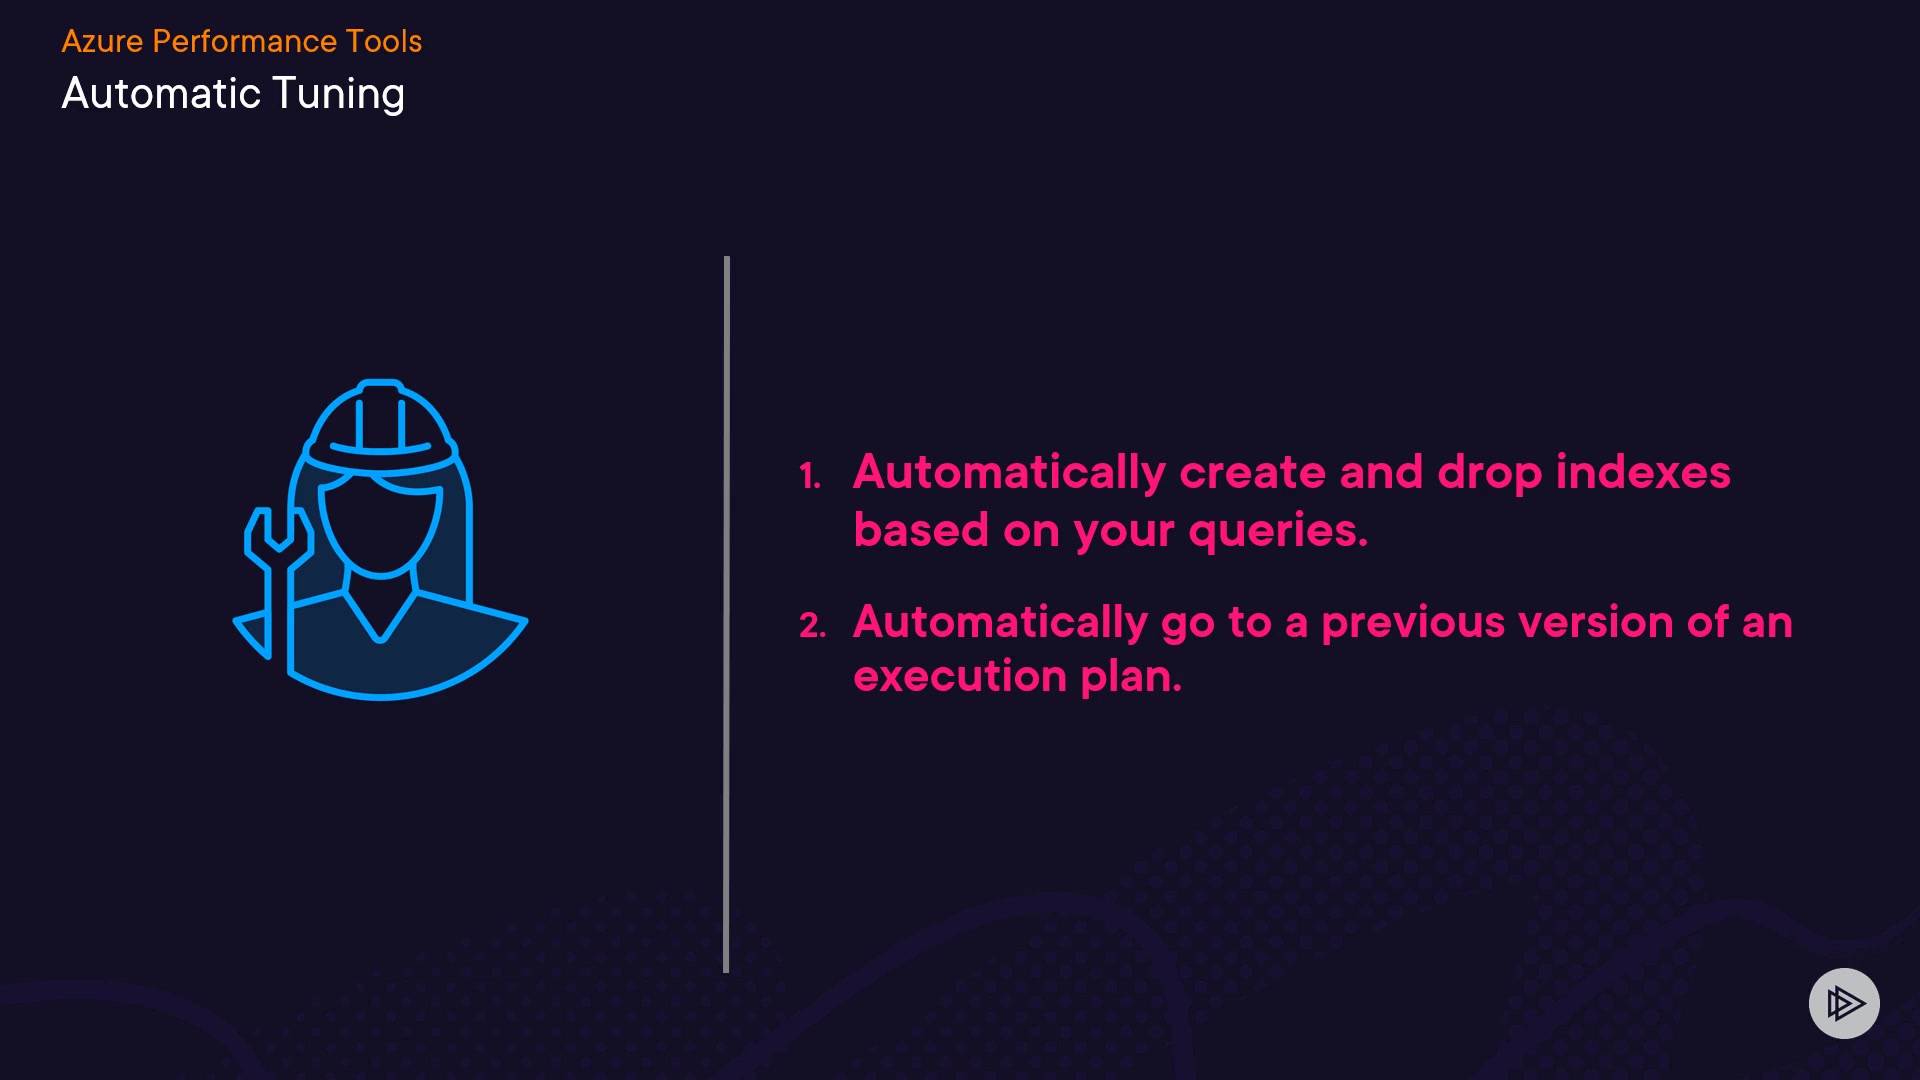 Azure Performance Tools
Automatic Tuning
1. Automatically create and drop indexes
based on your queries.
2. Automatically go to a previous version of an
execution plan.